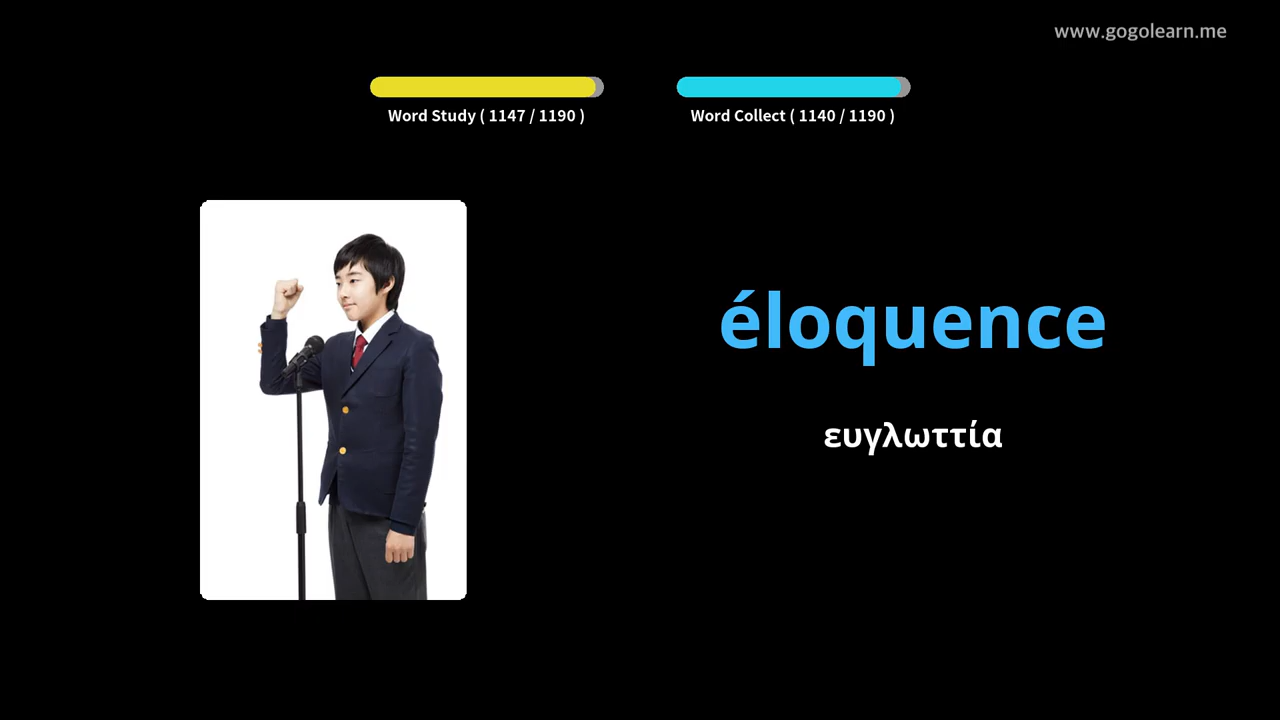 www.gogolearn.me
Word Study ( 1147 / 1190 )
Word Collect ( 1140 / 1190 )
éloquence
ευγλωττία